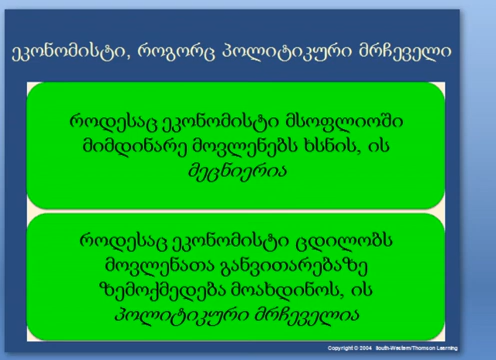 ეკონომისტი, როგორც პოლიტიკური მრჩეველი
როდესაც ეკონომისტი მსოფლიოში
მიმდინარე მოვლენებს ხსნის, ის
მეცნიერია
როდესაც ეკონომისტი ცდილობს
მოვლენათა განვითარებაზე
ზემოქმედება მოახდინოს, ის
პოლიტიკური მრჩეველია
Copyright © 2004 South-Western/Thomson Learning